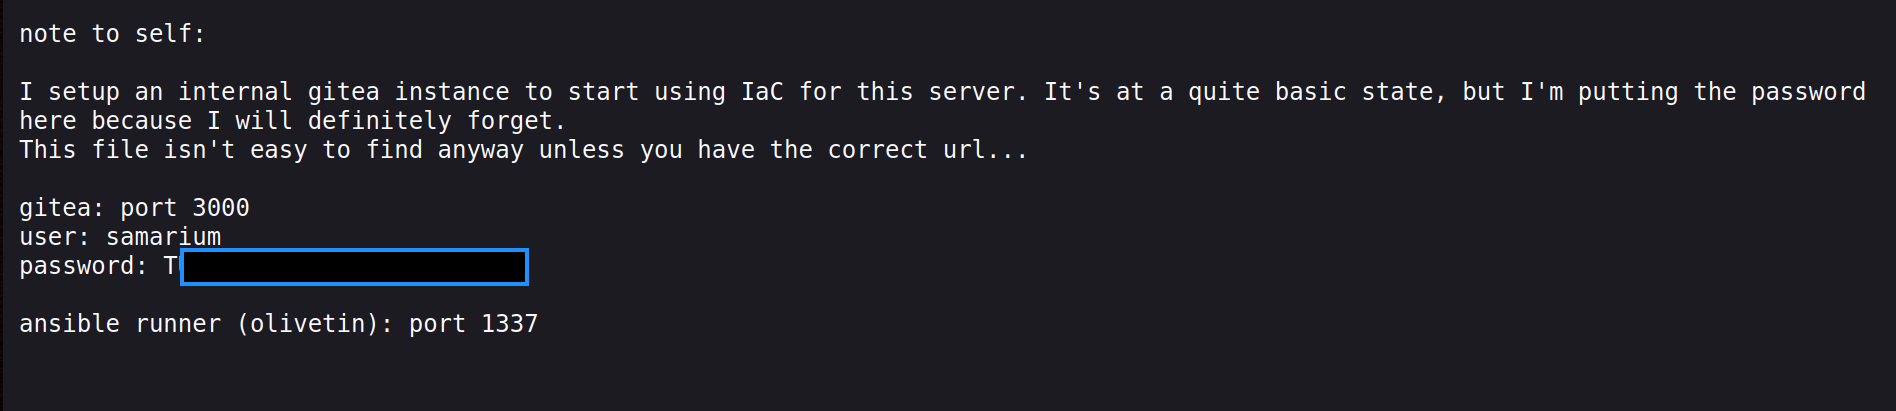 note to self:
I setup an internal gitea instance to start using IaC for this server. It's at a quite basic state, but I'm putting the password
here because I will definitely forget.
This file isn't easy to find anyway unless you have the correct url...
gitea: port 3000
user: samarium
password: T
ansible runner (olivetin): port 1337